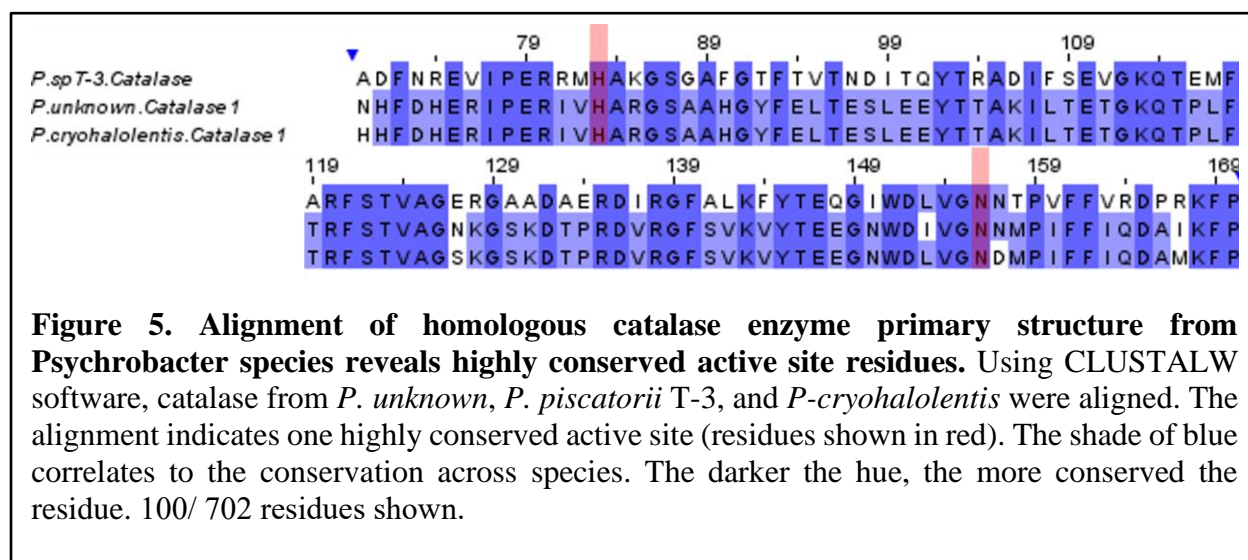 79 89 99 109
P.spT-3.Catalase ADFNREVIPERRMHAKGSGAFGTFTVTNDITQYTRADIFSEVGKQTEMF
P.unknown.Catalase1 NHFDHERIPERIVHARGSAAHGYFELTESLEEYTTAKILTETGKQTPLF
P.cryohalolentis.Catalase1 HHFDHERIPERIVHARGSAAHGYFELTESLEEYTTAKILTETGKQTPLF
119 129 139 149 159 169
ARFSTVAGERGAADAERDIRGFALKFYTEQGIWDLVGNNTPVFFVRDPRKFP
TRFSTVAGNKGSKDTPRDVRGFSVKVYTEEGNWDIVGNNMPIFFIQDAIKFP
TRFSTVAGSKGSKDTPRDVRGFSVKVYTEEGNWDLVGNDMPIFFIQDAMKFP
Figure 5. Alignment of homologous catalase enzyme primary structure from
Psychrobacter species reveals highly conserved active site residues. Using CLUSTALW
software, catalase from P. unknown, P. piscatorii T-3, and P-cryohalolentis were aligned. The
alignment indicates one highly conserved active site (residues shown in red). The shade of blue
correlates to the conservation across species. The darker the hue, the more conserved the
residue. 100/ 702 residues shown.